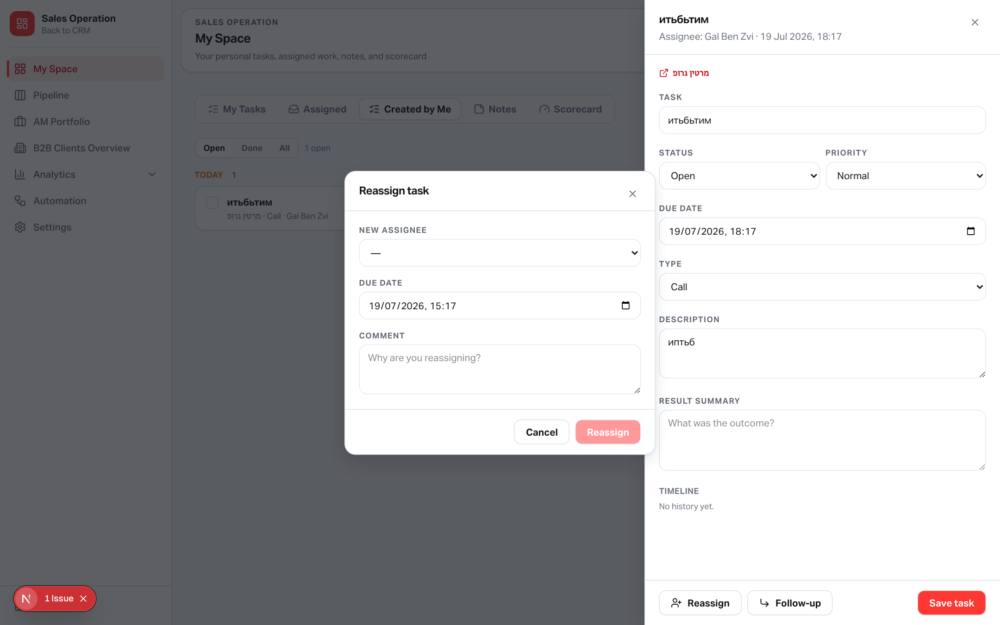 Sales Operation
Back to CRM
My Space
Pipeline
AM Portfolio
B2B Clients Overview
Analytics
Automation
Settings
1 Issue
SALES OPERATION
My Space
Your personal tasks, assigned work, notes, and scorecard
My Tasks
Assigned
Created by Me
Notes
Scorecard
Open
Done
All
1 open
TODAY 1
итьбьтим
מרטין גרופ · Call · Gal Ben Zvi
Reassign task
NEW ASSIGNEE
—
DUE DATE
19/07/2026, 15:17
COMMENT
Why are you reassigning?
Cancel
Reassign
итьбьтим
Assignee: Gal Ben Zvi · 19 Jul 2026, 18:17
מרטין גרופ
TASK
итьбьтим
STATUS
Open
PRIORITY
Normal
DUE DATE
19/07/2026, 18:17
TYPE
Call
DESCRIPTION
иптьб
RESULT SUMMARY
What was the outcome?
TIMELINE
No history yet.
Reassign
Follow-up
Save task